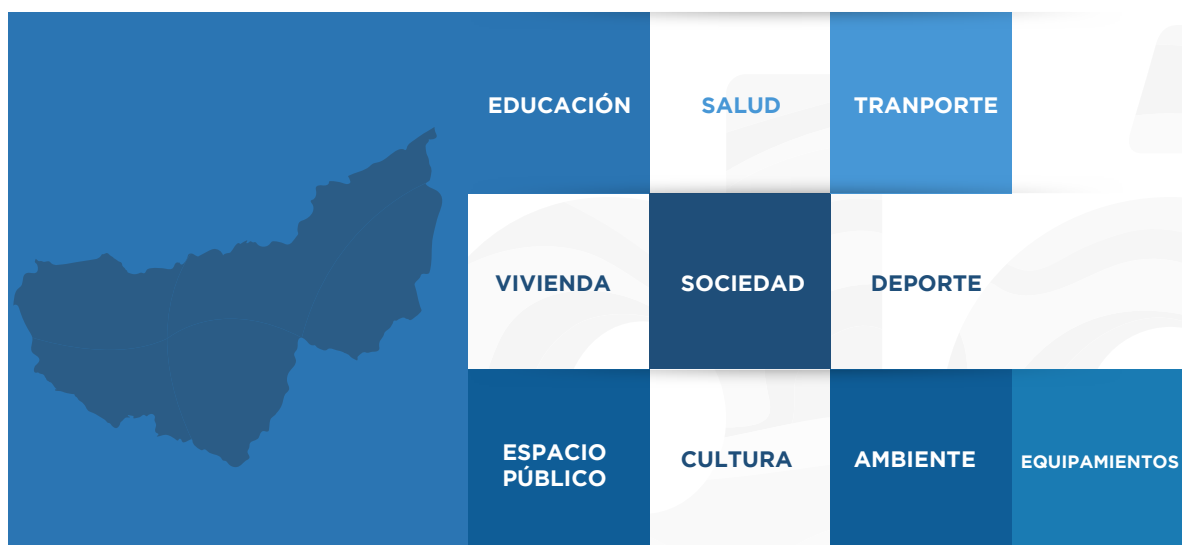 EDUCACIÓN
SALUD
TRANPORTE
VIVIENDA
SOCIEDAD
DEPORTE
ESPACIO
PÚBLICO
CULTURA
AMBIENTE
EQUIPAMIENTOS